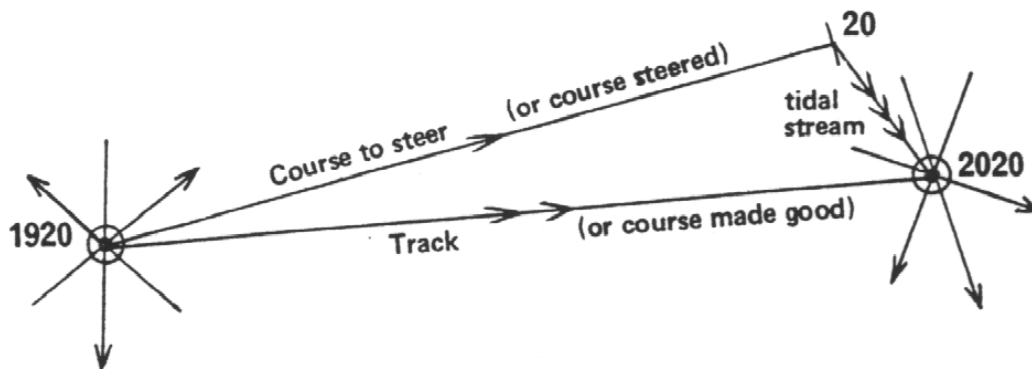 20
Course to steer (or course steered)
tidal
stream
2020
1920
Track (or course made good)